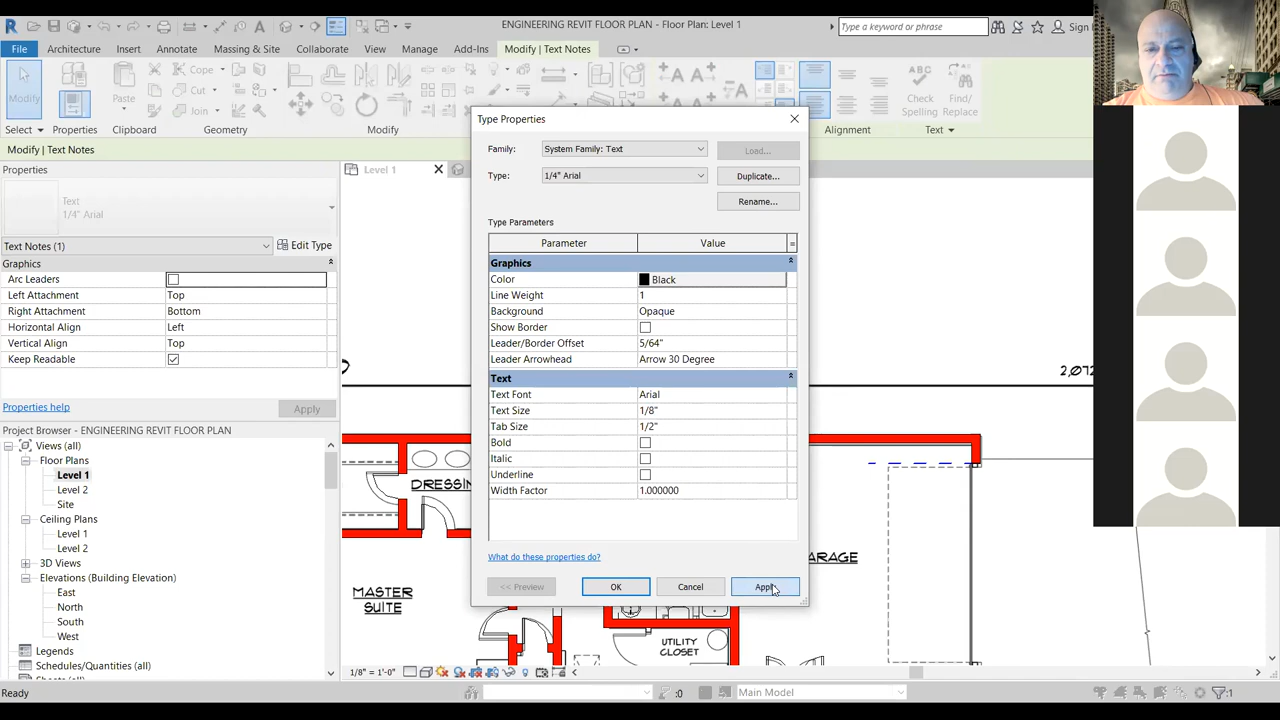 ENGINEERING REVIT FLOOR PLAN - Floor Plan: Level 1
Type a keyword or phrase
Sign
File
Architecture
Insert
Annotate
Massing & Site
Collaborate
View
Manage
Add-Ins
Modify | Text Notes
Modify
Paste
Cope
Cut
Join
Check
Spelling
Find/
Replace
Select
Properties
Clipboard
Geometry
Modify
Alignment
Text
Modify | Text Notes
Properties
Text
1/4" Arial
Text Notes (1)
Edit Type
Graphics
Arc Leaders
Left Attachment
Top
Right Attachment
Bottom
Horizontal Align
Left
Vertical Align
Top
Keep Readable
Properties help
Apply
Project Browser - ENGINEERING REVIT FLOOR PLAN
Views (all)
Floor Plans
Level 1
Level 2
Site
Ceiling Plans
Level 1
Level 2
3D Views
Elevations (Building Elevation)
East
North
South
West
Legends
Schedules/Quantities (all)
Level 1
Type Properties
Family:
System Family: Text
Load...
Type:
1/4" Arial
Duplicate...
Rename...
Type Parameters
Parameter
Value
=
Graphics
Color
Black
Line Weight
1
Background
Opaque
Show Border
Leader/Border Offset
5/64"
Leader Arrowhead
Arrow 30 Degree
Text
Text Font
Arial
Text Size
1/8"
Tab Size
1/2"
Bold
Italic
Underline
Width Factor
1.000000
What do these properties do?
<< Preview
OK
Cancel
Apply
2,072
DRESSIN
MASTER
SUITE
ARAGE
UTILITY
CLOSET
1/8" = 1'-0"
Ready
:0
Main Model
:1